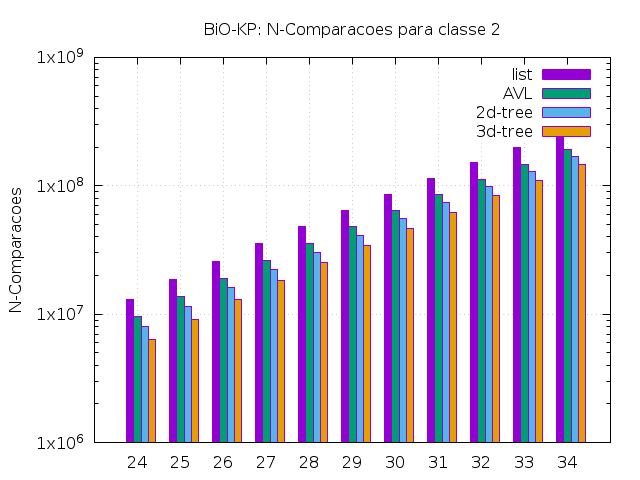 BiO-KP: N-Comparacoes para classe 2
1x10⁹
1x10⁸
1x10⁷
1x10⁶
N-Comparacoes
list
AVL
2d-tree
3d-tree
24 25 26 27 28 29 30 31 32 33 34